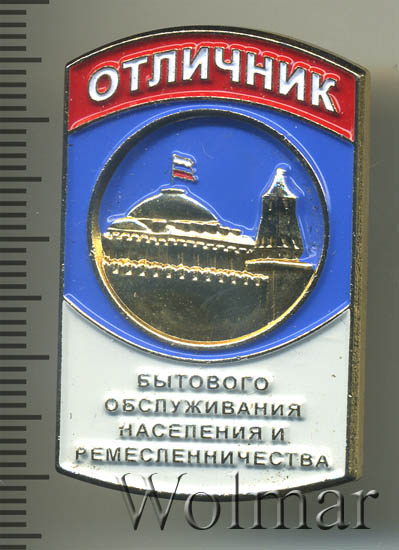 ОТЛИЧНИК
БЫТОВОГО
ОБСЛУЖИВАНИЯ
НАСЕЛЕНИЯ И
РЕМЕСЛЕННИЧЕСТВА
Wolmar